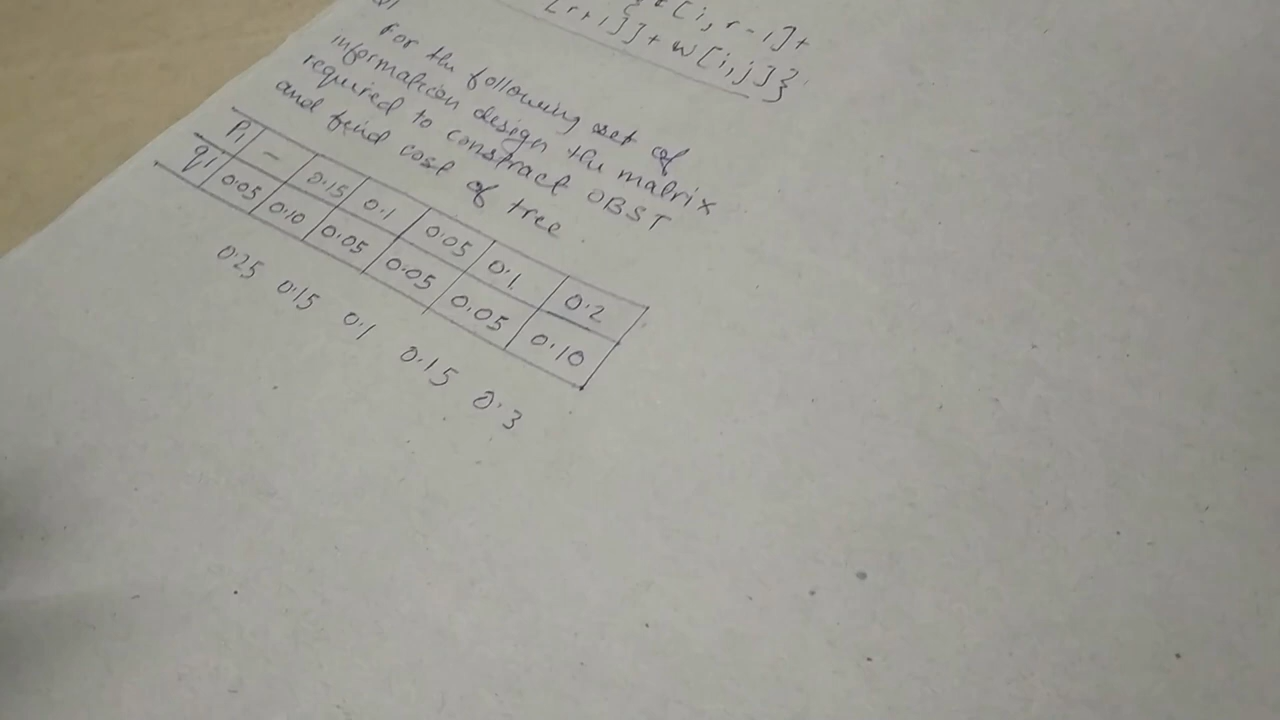 [i, r-1]+
[r+1]]+ w[i,j]}
For the following set of
information design the matrix
required to constract OBST
and find cost of tree.
Pi - 0.15 0.1 0.05 0.1 0.2
qi 0.05 0.10 0.05 0.05 0.05 0.10
0.25 0.15 0.1 0.15 0.3